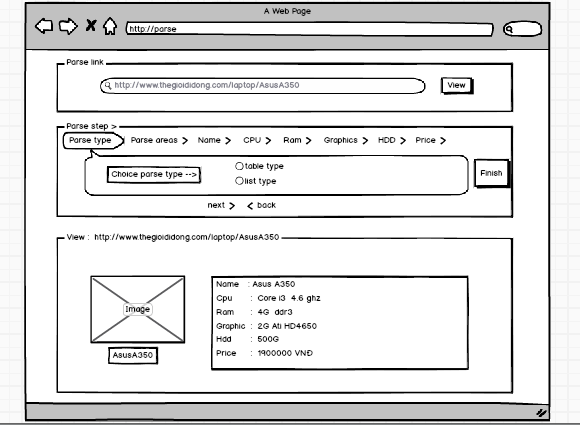 A Web Page
http://parse
Parse link
http://www.thegioididong.com/laptop/AsusA350
View
Parse step >
Parse type
Parse areas > Name > CPU > Ram > Graphics > HDD > Price >
Choice parse type -->
table type
list type
Finish
next > < back
View : http://www.thegioididong.com/laptop/AsusA350
Image
AsusA350
Name : Asus A350
Cpu : Core i3 4.6 ghz
Ram : 4G ddr3
Graphic : 2G Ati HD4650
Hdd : 500G
Price : 1900000 VNĐ